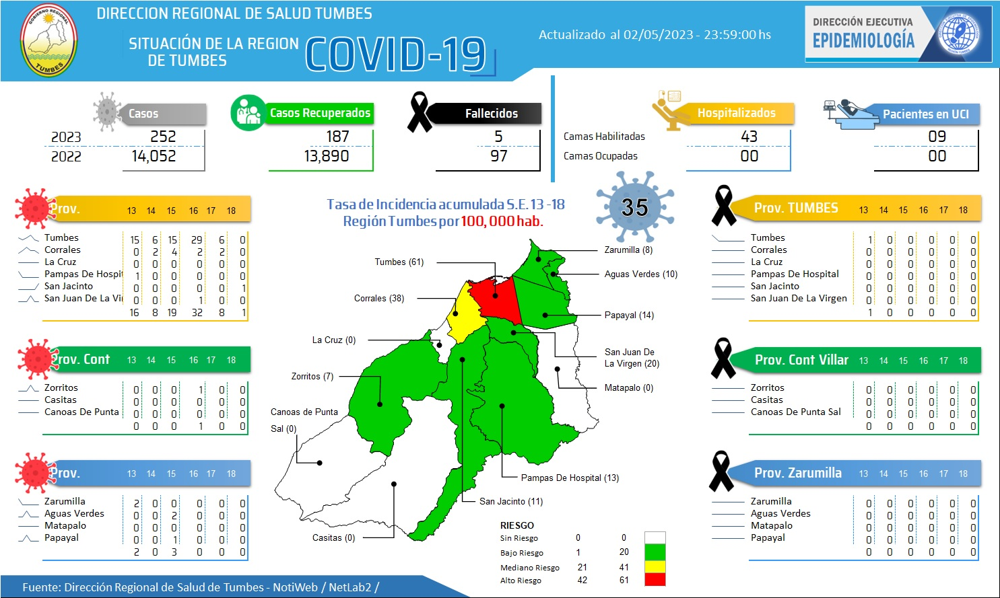 DIRECCION REGIONAL DE SALUD TUMBES
SITUACIÓN DE LA REGION
DE TUMBES
COVID-19
Actualizado al 02/05/2023 - 23:59:00 hs
DIRECCIÓN EJECUTIVA
EPIDEMIOLOGÍA
GOBIERNO REGIONAL
TUMBES
Casos
Casos Recuperados
Fallecidos
Hospitalizados
Pacientes en UCI
2023 252 187 5
2022 14,052 13,890 97
Camas Habilitadas 43 09
Camas Ocupadas 00 00
Prov. 13 14 15 16 17 18
Tumbes 15 6 15 29 6 0
Corrales 0 2 4 2 2 0
La Cruz 0 0 0 0 0 0
Pampas De Hospi 1 0 0 0 0 0
San Jacinto 0 0 0 0 0 1
San Juan De La Vi 0 0 0 1 0 0
16 8 19 32 8 1
Prov. Cont 13 14 15 16 17 18
Zorritos 0 0 0 1 0 0
Casitas 0 0 0 0 0 0
Canoas De Punta 0 0 0 0 0 0
0 0 0 1 0 0
Prov. 13 14 15 16 17 18
Zarumilla 2 0 0 0 0 0
Aguas Verdes 0 0 2 0 0 0
Matapalo 0 0 0 0 0 0
Papayal 0 0 1 0 0 0
2 0 3 0 0 0
Tasa de Incidencia acumulada S.E. 13 -18
Región Tumbes por 100, 000 hab.
35
Zarumilla (8)
Tumbes (61)
Aguas Verdes (10)
Corrales (38)
Papayal (14)
La Cruz (0)
San Juan De
La Virgen (20)
Zorritos (7)
Matapalo (0)
Canoas de Punta
Sal (0)
Pampas De Hospital (13)
San Jacinto (11)
Casitas (0)
RIESGO
Sin Riesgo 0 0
Bajo Riesgo 1 20
Mediano Riesgo 21 41
Alto Riesgo 42 61
Prov. TUMBES 13 14 15 16 17 18
Tumbes 1 0 0 0 0 0
Corrales 0 0 0 0 0 0
La Cruz 0 0 0 0 0 0
Pampas De Hospital 0 0 0 0 0 0
San Jacinto 0 0 0 0 0 0
San Juan De La Virgen 0 0 0 0 0 0
1 0 0 0 0 0
Prov. Cont Villar 13 14 15 16 17 18
Zorritos 0 0 0 0 0 0
Casitas 0 0 0 0 0 0
Canoas De Punta Sal 0 0 0 0 0 0
0 0 0 0 0 0
Prov. Zarumilla 13 14 15 16 17 18
Zarumilla 0 0 0 0 0 0
Aguas Verdes 0 0 0 0 0 0
Matapalo 0 0 0 0 0 0
Papayal 0 0 0 0 0 0
0 0 0 0 0 0
Fuente: Dirección Regional de Salud de Tumbes - NotiWeb / NetLab2 /